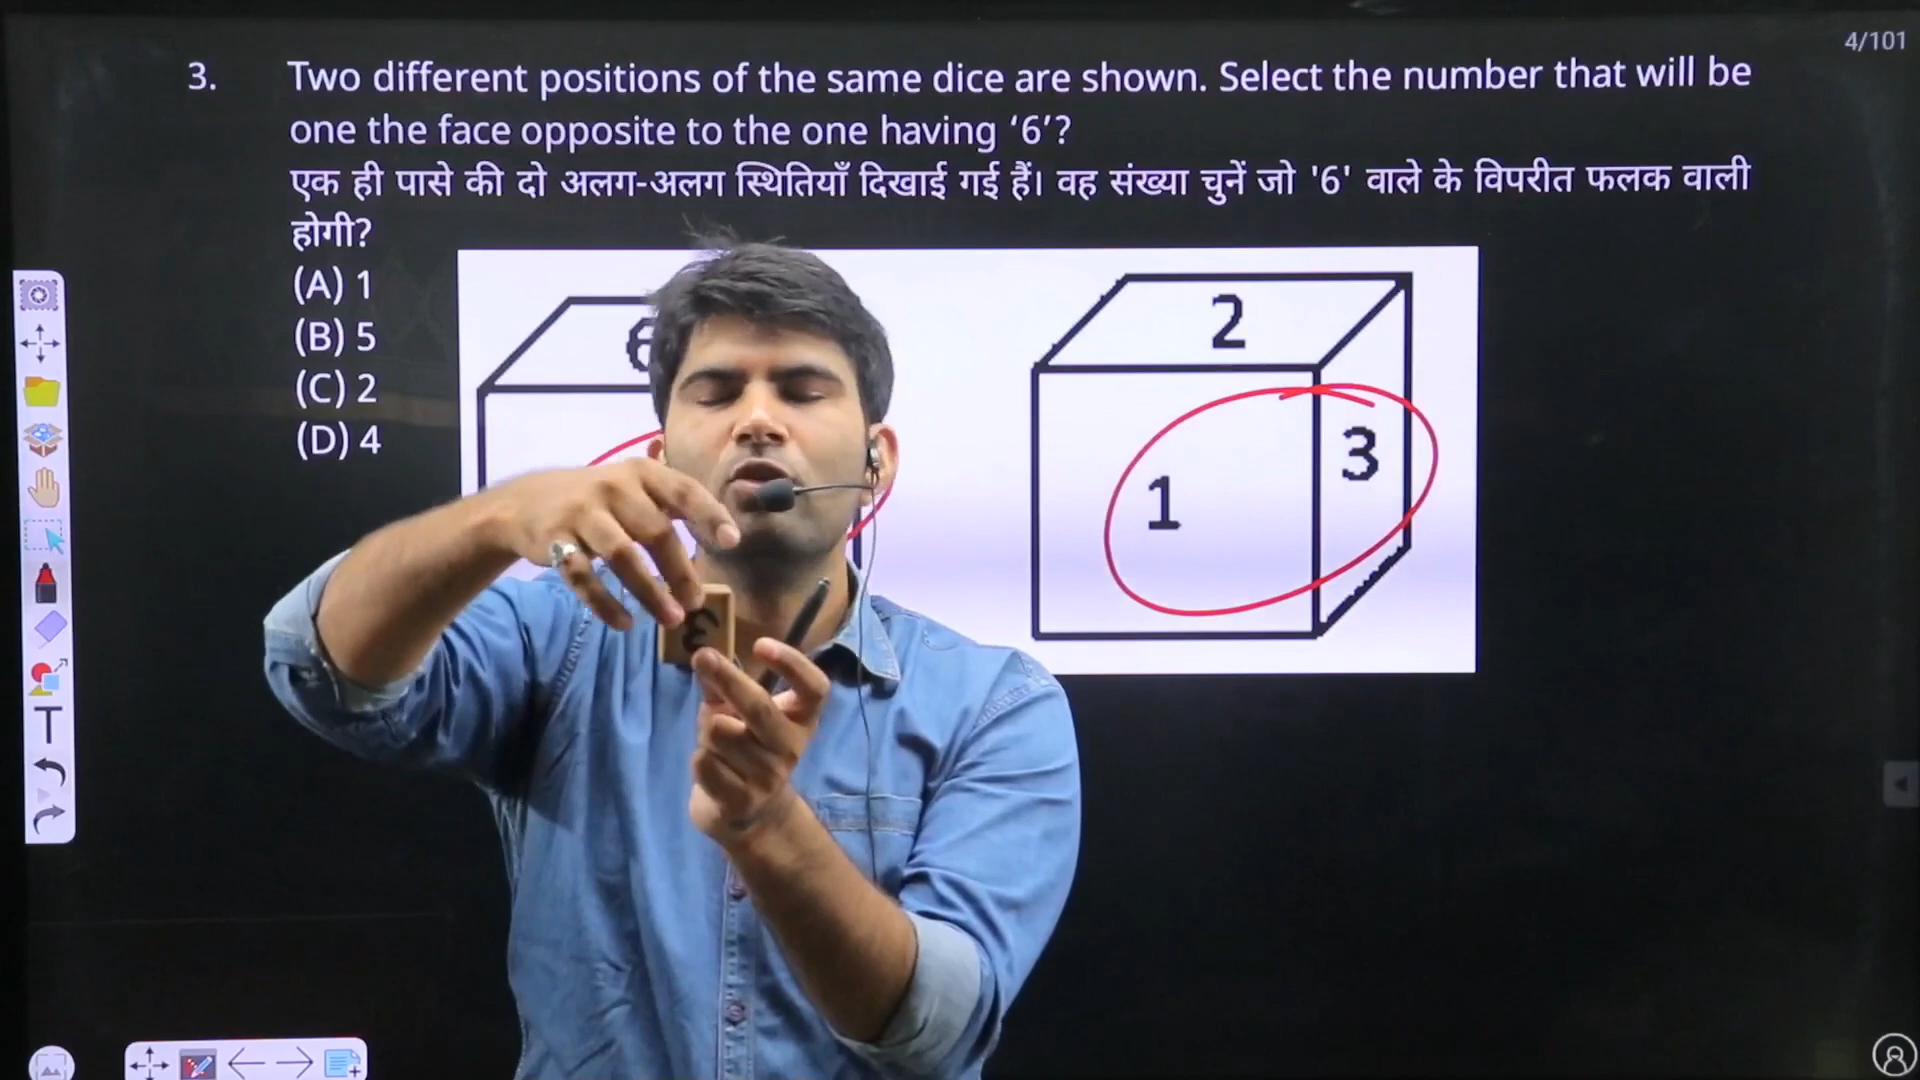 4/101
3. Two different positions of the same dice are shown. Select the number that will be
one the face opposite to the one having ‘6’?
एक ही पासे की दो अलग-अलग स्थितियाँ दिखाई गई हैं। वह संख्या चुनें जो '6' वाले के विपरीत फलक वाली
होगी?
(A) 1
(B) 5
(C) 2
(D) 4
6
2
1
3
3
T